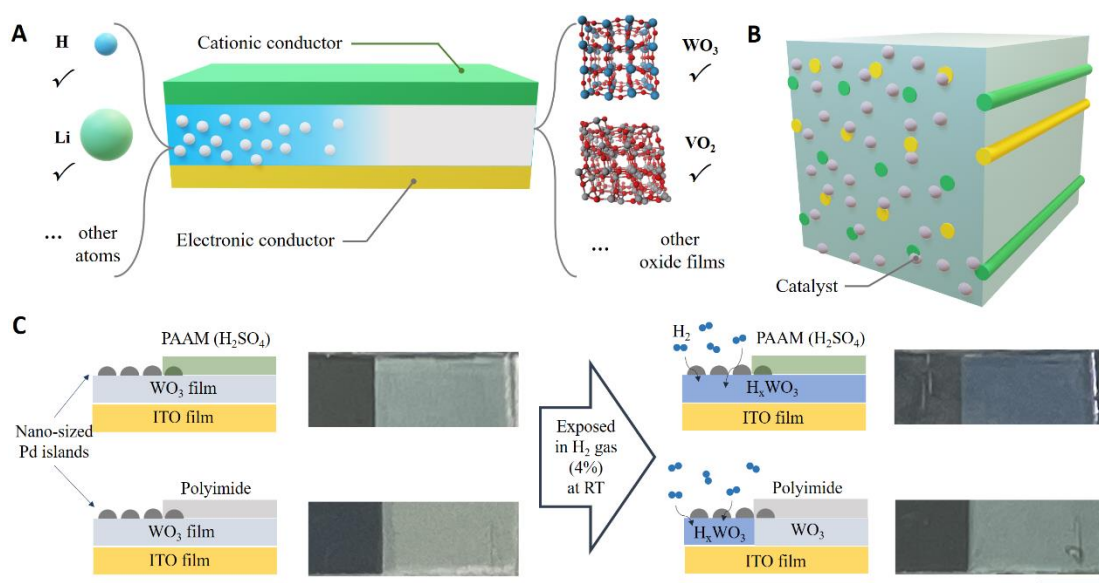 A
H
✓
Li
✓
... other
atoms
Cationic conductor
Electronic conductor
WO₃
✓
VO₂
✓
... other
oxide films
B
Catalyst
C
PAAM (H₂SO₄)
WO₃ film
ITO film
Nano-sized
Pd islands
Polyimide
WO₃ film
ITO film
Exposed
in H₂ gas
(4%)
at RT
H₂
PAAM (H₂SO₄)
HₓWO₃
ITO film
Polyimide
HₓWO₃
WO₃
ITO film